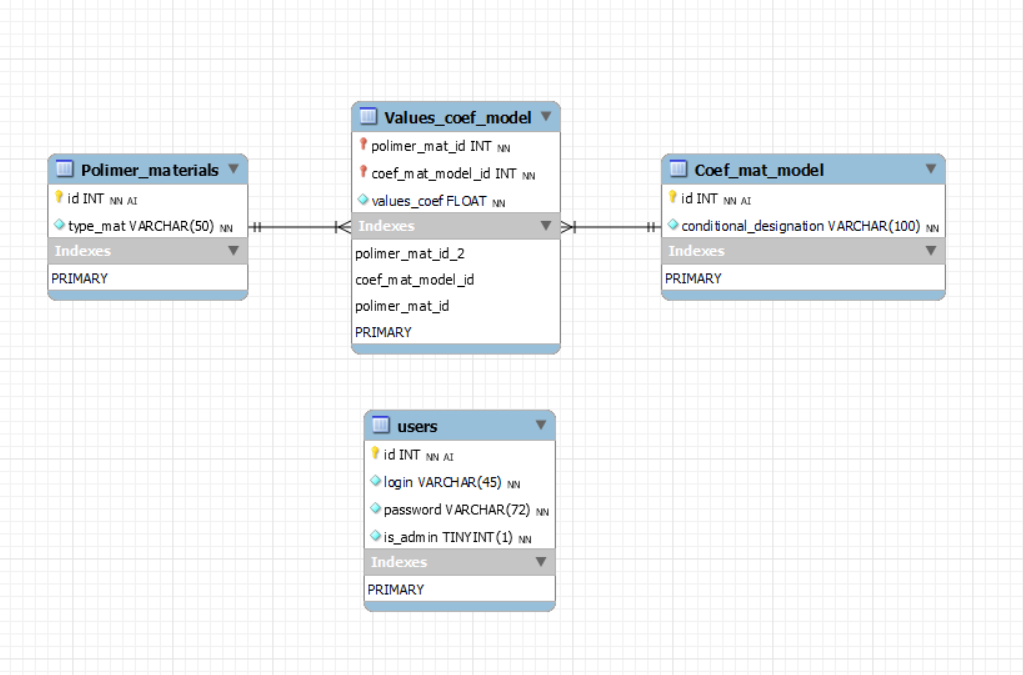 Polimer_materials
id INT NN AI
type_mat VARCHAR(50) NN
Indexes
PRIMARY
Values_coef_model
polimer_mat_id INT NN
coef_mat_model_id INT NN
values_coef FLOAT NN
Indexes
polimer_mat_id_2
coef_mat_model_id
polimer_mat_id
PRIMARY
Coef_mat_model
id INT NN AI
conditional_designation VARCHAR(100) NN
Indexes
PRIMARY
users
id INT NN AI
login VARCHAR(45) NN
password VARCHAR(72) NN
is_admin TINYINT(1) NN
Indexes
PRIMARY